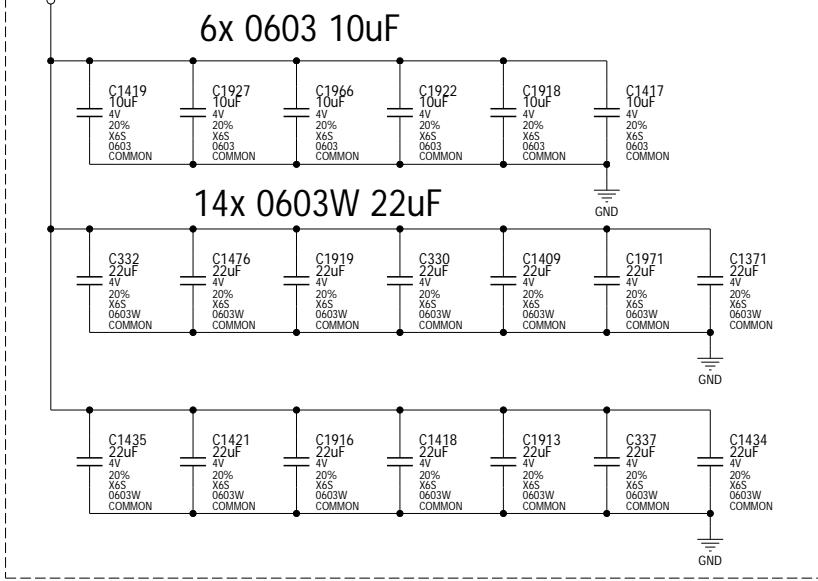 6x 0603 10uF
C1419
10uF
4V
20%
X6S
0603
COMMON
C1927
10uF
4V
20%
X6S
0603
COMMON
C1966
10uF
4V
20%
X6S
0603
COMMON
C1922
10uF
4V
20%
X6S
0603
COMMON
C1918
10uF
4V
20%
X6S
0603
COMMON
C1417
10uF
4V
20%
X6S
0603
COMMON
GND
14x 0603W 22uF
C332
22uF
4V
20%
X6S
0603W
COMMON
C1476
22uF
4V
20%
X6S
0603W
COMMON
C1919
22uF
4V
20%
X6S
0603W
COMMON
C330
22uF
4V
20%
X6S
0603W
COMMON
C1409
22uF
4V
20%
X6S
0603W
COMMON
C1971
22uF
4V
20%
X6S
0603W
COMMON
C1371
22uF
4V
20%
X6S
0603W
COMMON
GND
C1435
22uF
4V
20%
X6S
0603W
COMMON
C1421
22uF
4V
20%
X6S
0603W
COMMON
C1916
22uF
4V
20%
X6S
0603W
COMMON
C1418
22uF
4V
20%
X6S
0603W
COMMON
C1913
22uF
4V
20%
X6S
0603W
COMMON
C337
22uF
4V
20%
X6S
0603W
COMMON
C1434
22uF
4V
20%
X6S
0603W
COMMON
GND